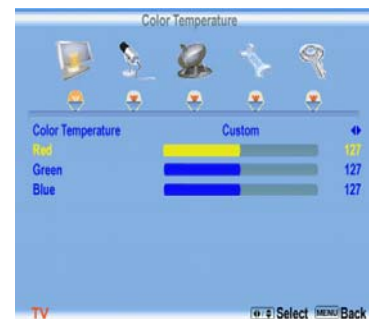 Color Temperature
Color Temperature Custom
Red 127
Green 127
Blue 127
TV Select MENU Back